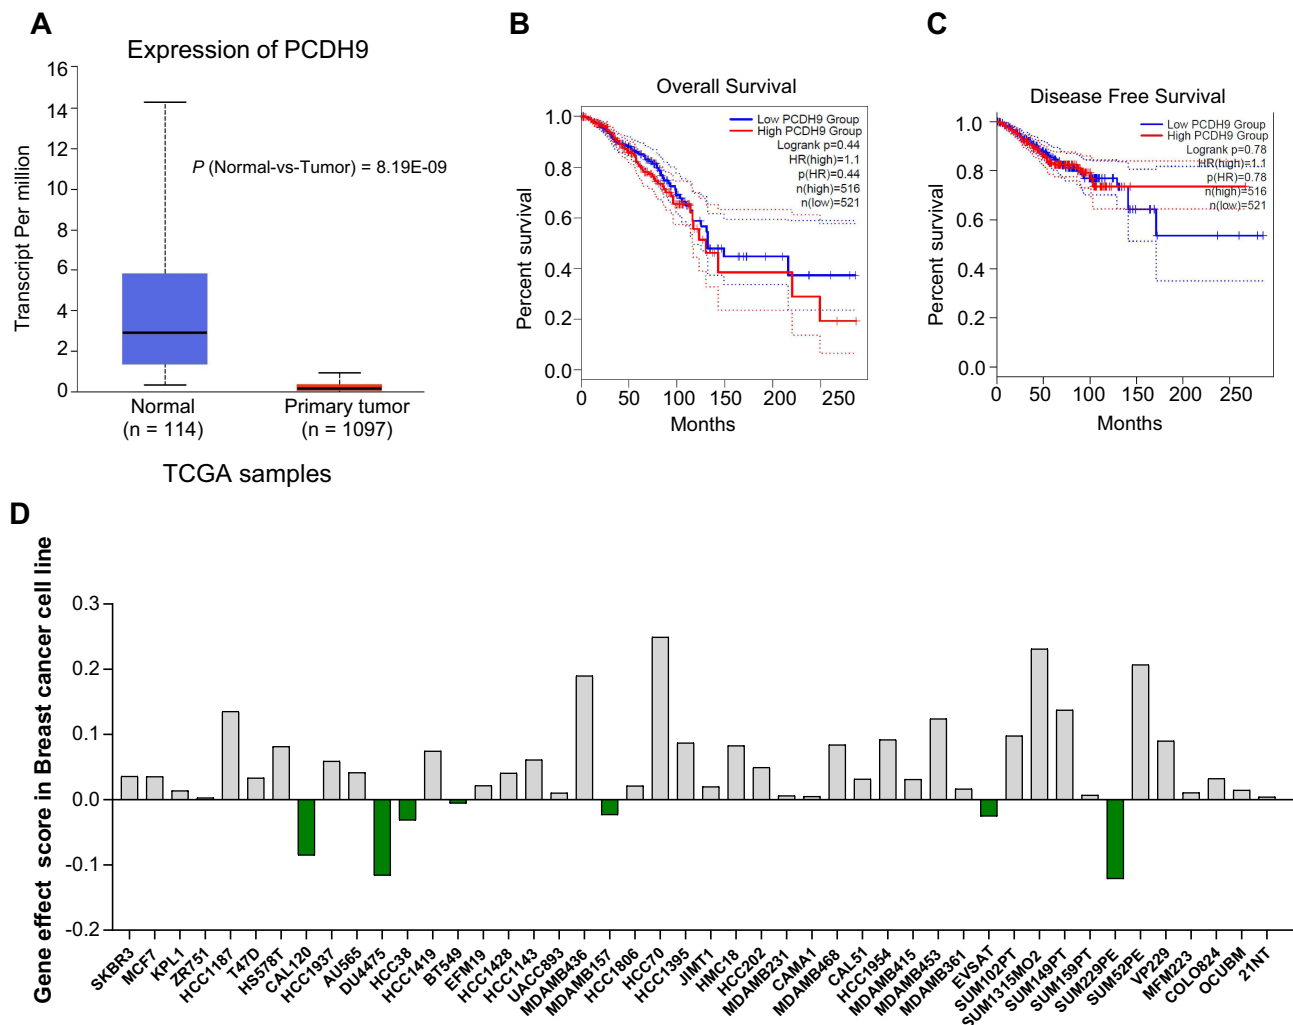 A
Expression of PCDH9
Transcript Per million
16
14
12
10
8
6
4
2
0
P (Normal-vs-Tumor) = 8.19E-09
Normal
(n = 114)
Primary tumor
(n = 1097)
TCGA samples
B
Overall Survival
Percent survival
1.0
0.8
0.6
0.4
0.2
0.0
Low PCDH9 Group
High PCDH9 Group
Logrank p=0.44
HR(high)=1.1
p(HR)=0.44
n(high)=516
n(low)=521
0 50 100 150 200 250
Months
C
Disease Free Survival
Percent survival
1.0
0.8
0.6
0.4
0.2
0.0
Low PCDH9 Group
High PCDH9 Group
Logrank p=0.78
HR(high)=1.1
p(HR)=0.78
n(high)=516
n(low)=521
0 50 100 150 200 250
Months
D
Gene effect score in Breast cancer cell line
0.3
0.2
0.1
0.0
-0.1
-0.2
SKBR3
MCF7
KPL1
ZR751
HCC1187
T47D
HS578T
CAL120
HCC1937
AU565
DU4475
HCC38
HCC1419
BT549
EFM19
HCC1428
HCC1143
UACC893
MDAMB436
MDAMB157
HCC1806
HCC70
HCC1395
JIMT1
HMC18
HCC202
MDAMB231
CAMA1
MDAMB468
CAL51
HCC1954
MDAMB415
MDAMB453
MDAMB361
EVSAT
SUM102PT
SUM1315MO2
SUM149PT
SUM159PT
SUM229PE
SUM52PE
VP229
MFM223
COLO824
OCUBM
21NT